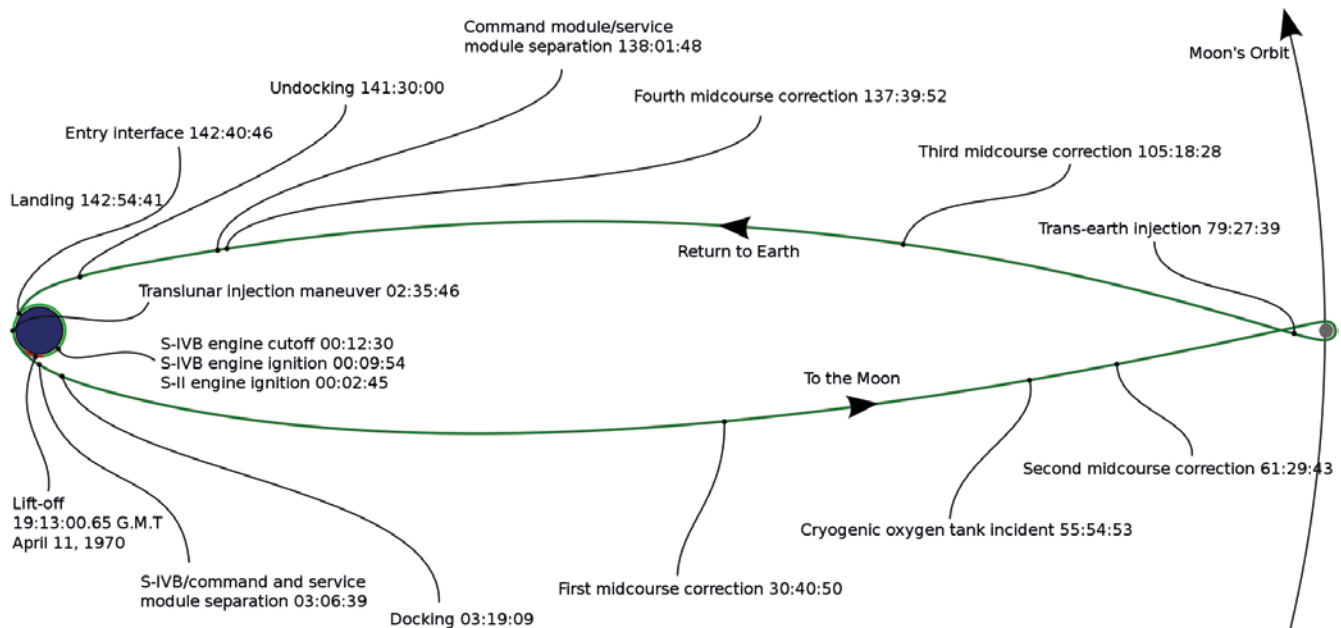 Command module/service
module separation 138:01:48
Moon's Orbit
Undocking 141:30:00
Fourth midcourse correction 137:39:52
Entry interface 142:40:46
Third midcourse correction 105:18:28
Landing 142:54:41
Trans-earth injection 79:27:39
Return to Earth
Translunar injection maneuver 02:35:46
S-IVB engine cutoff 00:12:30
S-IVB engine ignition 00:09:54
S-II engine ignition 00:02:45
To the Moon
Second midcourse correction 61:29:43
Lift-off
19:13:00.65 G.M.T
April 11, 1970
Cryogenic oxygen tank incident 55:54:53
S-IVB/command and service
module separation 03:06:39
First midcourse correction 30:40:50
Docking 03:19:09